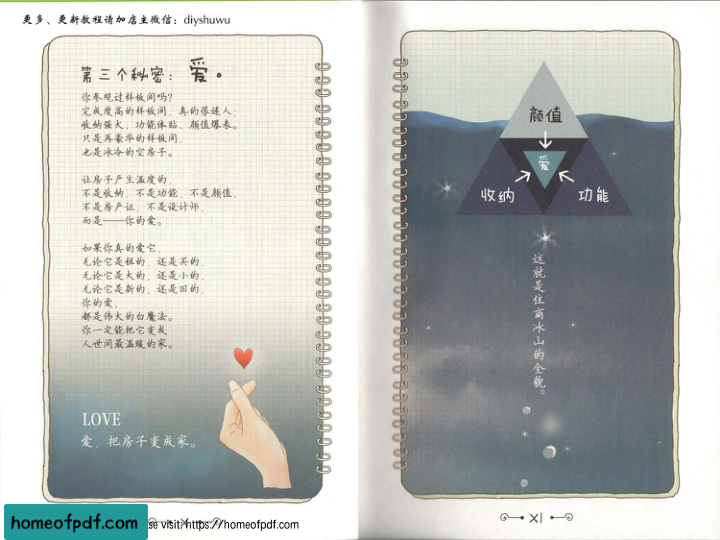 更多、更新教程请加店主微信：diyshuwu
第三个秘密：爱。
你参观过样板间吗？
完成度高的样板间，真的很迷人：
收纳强大、功能体贴、颜值爆表。
只是再豪华的样板间，
也是冰冷的空房子。
让房子产生温度的，
不是收纳，不是功能，不是颜值，
不是房产证，不是设计师，
而是——你的爱。
如果你真的爱它，
无论它是租的，还是买的，
无论它是大的，还是小的，
无论它是新的，还是旧的，
你的爱，
都是伟大的白魔法。
你一定能把它变成
人世间最温暖的家。
LOVE
爱，把房子变成家。
颜值
爱
收纳
功能
这就是住商冰山的全貌。
XI
homeofpdf.com
se visit: https://homeofpdf.com